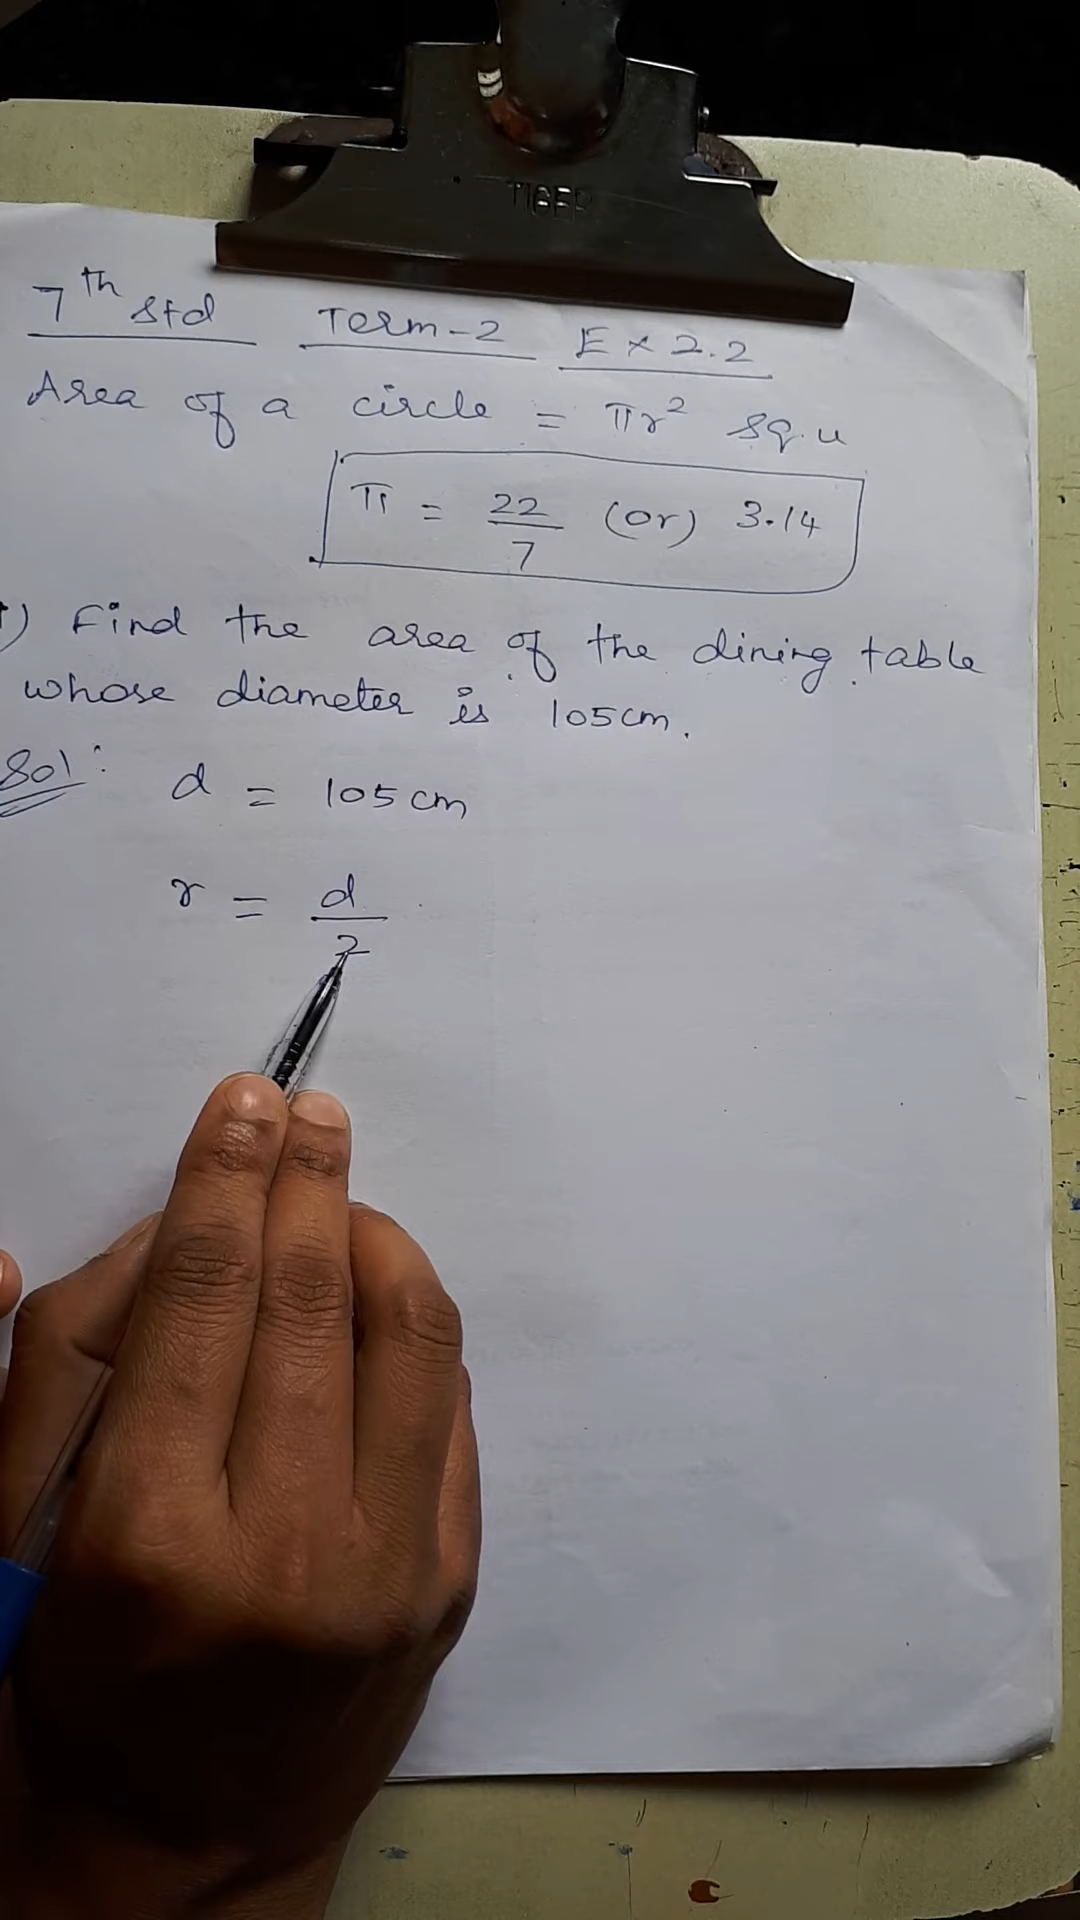 TIGER
7th std Term-2 Ex 2.2
Area of a circle = πr² sq.u
π = 22/7 (or) 3.14
) Find the area of the dining table
whose diameter is 105cm.
Sol: d = 105 cm
r = d/2